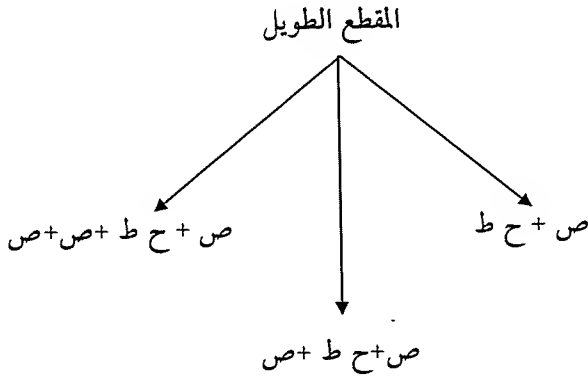 المقطع الطويل
ص + ح ط
ص + ح ط +ص+ص
ص+ح ط +ص